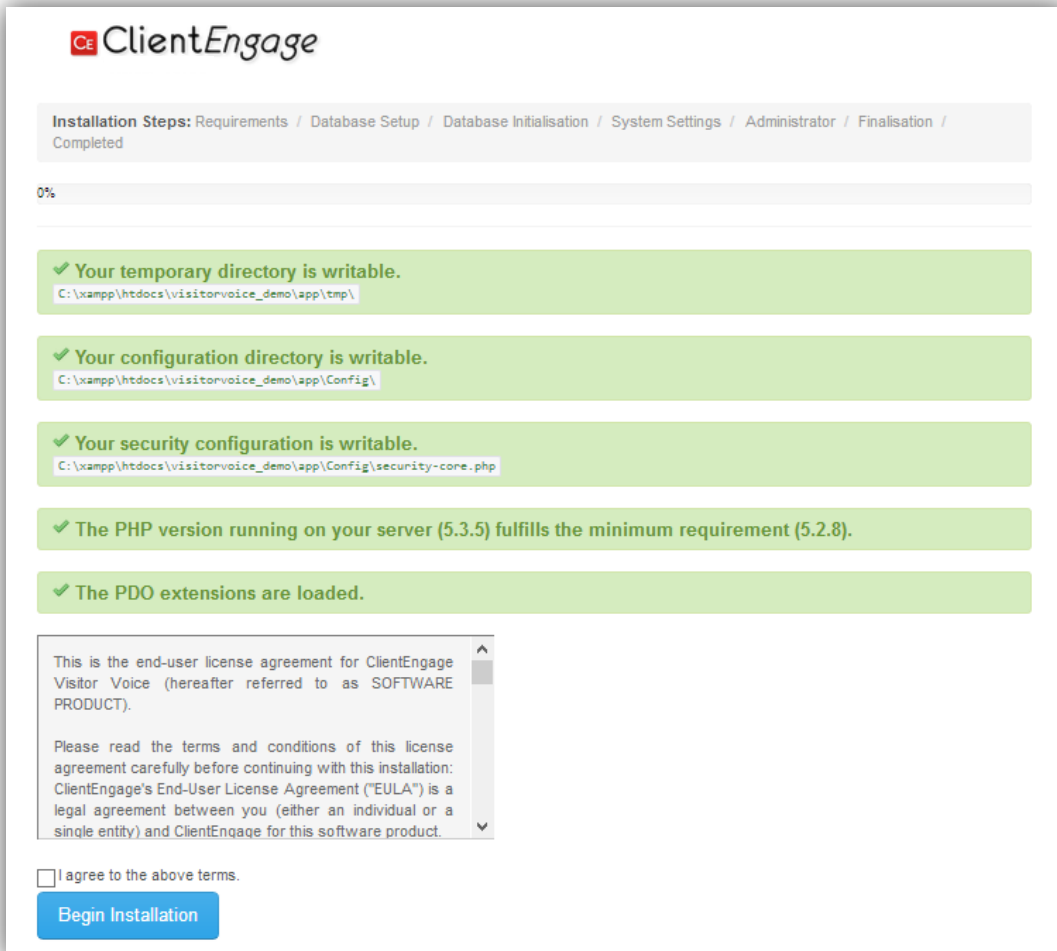 CE ClientEngage
Installation Steps: Requirements / Database Setup / Database Initialisation / System Settings / Administrator / Finalisation /
Completed
0%
Your temporary directory is writable.
C:\xampp\htdocs\visitorvoice_demo\app\tmp\
Your configuration directory is writable.
C:\xampp\htdocs\visitorvoice_demo\app\Config\
Your security configuration is writable.
C:\xampp\htdocs\visitorvoice_demo\app\Config\security-core.php
The PHP version running on your server (5.3.5) fulfills the minimum requirement (5.2.8).
The PDO extensions are loaded.
This is the end-user license agreement for ClientEngage
Visitor Voice (hereafter referred to as SOFTWARE
PRODUCT).
Please read the terms and conditions of this license
agreement carefully before continuing with this installation:
ClientEngage's End-User License Agreement ("EULA") is a
legal agreement between you (either an individual or a
single entity) and ClientEngage for this software product.
I agree to the above terms.
Begin Installation